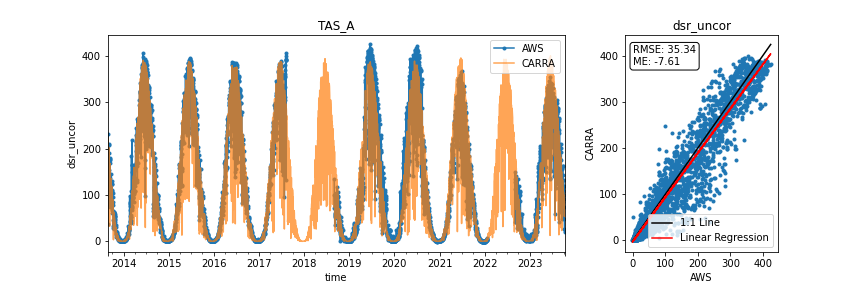 TAS_A
dsr_uncor
400
300
200
100
0
2014 2015 2016 2017 2018 2019 2020 2021 2022 2023
time
AWS
CARRA
dsr_uncor
CARRA
400
300
200
100
0
RMSE: 35.34
ME: -7.61
1:1 Line
Linear Regression
0 100 200 300 400
AWS